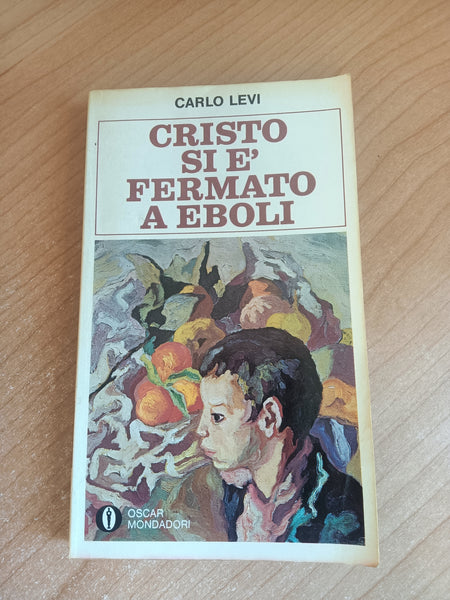 CARLO LEVI
CRISTO
SI E'
FERMATO
A EBOLI
OSCAR
MONDADORI